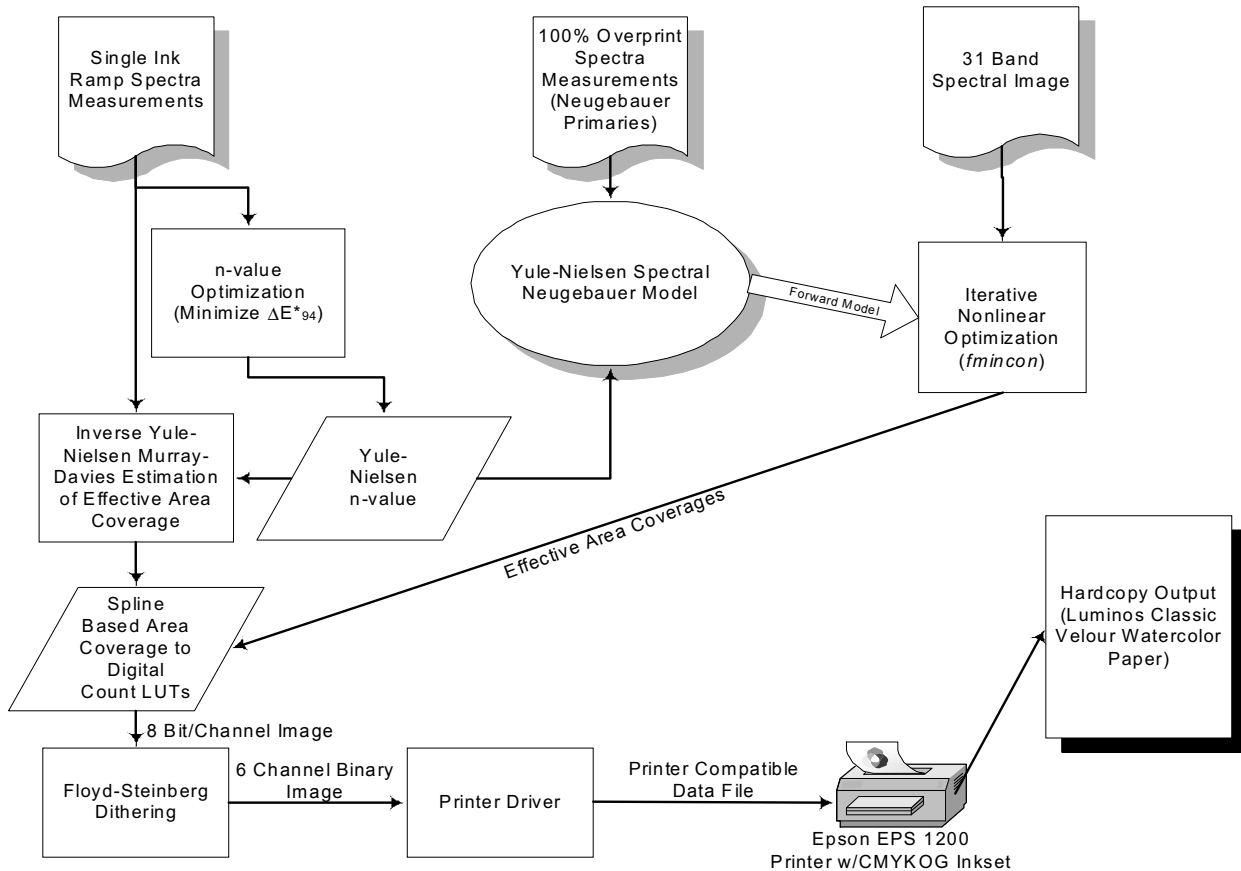 Single Ink
Ramp Spectra
Measurements
100% Overprint
Spectra
Measurements
(Neugebauer
Primaries)
31 Band
Spectral Image
n-value
Optimization
(Minimize ΔE*94)
Yule-Nielsen Spectral
Neugebauer Model
Forward Model
Iterative
Nonlinear
Optimization
(fmincon)
Inverse Yule-
Nielsen Murray-
Davies Estimation
of Effective Area
Coverage
Yule-
Nielsen
n-value
Effective Area Coverages
Spline
Based Area
Coverage to
Digital
Count LUTs
Hardcopy Output
(Luminos Classic
Velour Watercolor
Paper)
8 Bit/Channel Image
Floyd-Steinberg
Dithering
6 Channel Binary
Image
Printer Driver
Printer Compatible
Data File
Epson EPS 1200
Printer w/CMYKOG Inkset